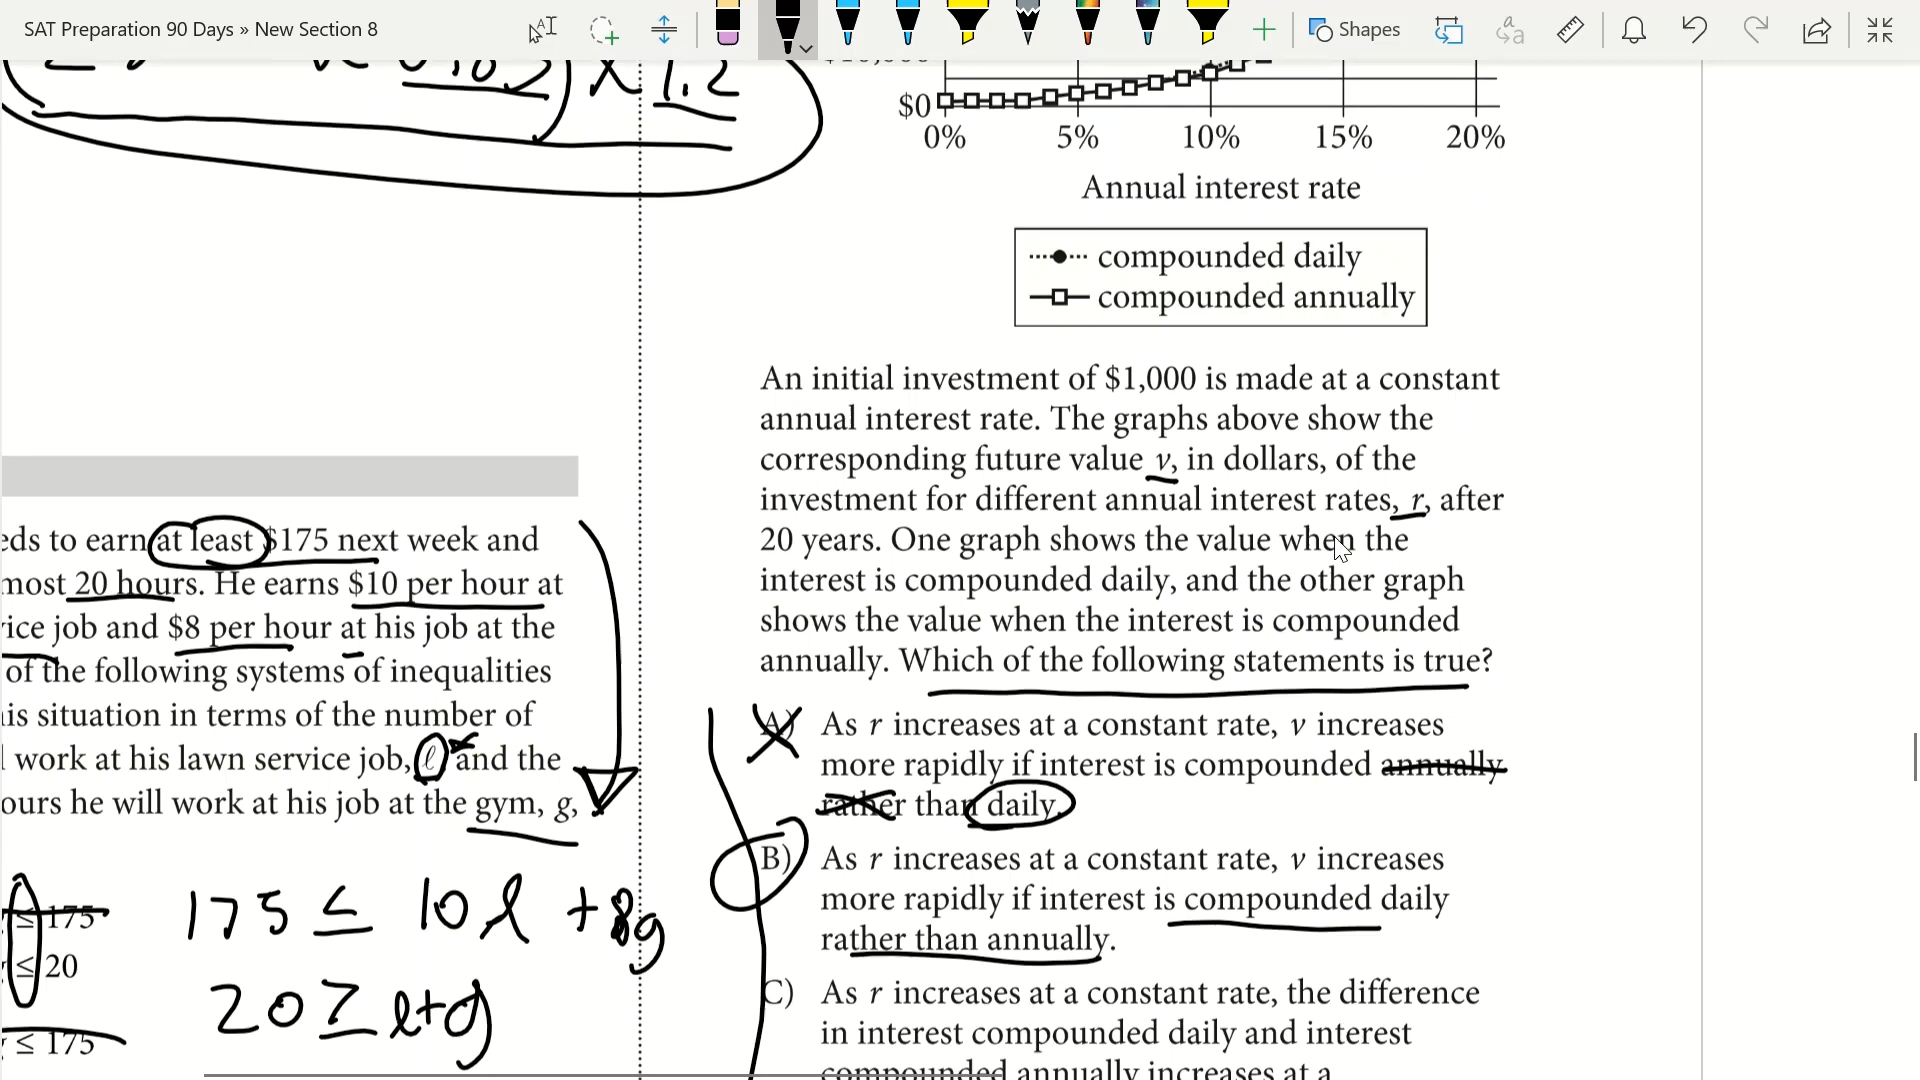 SAT Preparation 90 Days » New Section 8
Shapes
x 1.2
$0
0% 5% 10% 15% 20%
Annual interest rate
compounded daily
compounded annually
An initial investment of $1,000 is made at a constant
annual interest rate. The graphs above show the
corresponding future value v, in dollars, of the
investment for different annual interest rates, r, after
20 years. One graph shows the value when the
interest is compounded daily, and the other graph
shows the value when the interest is compounded
annually. Which of the following statements is true?
A) As r increases at a constant rate, v increases
more rapidly if interest is compounded annually
rather than daily.
B) As r increases at a constant rate, v increases
more rapidly if interest is compounded daily
rather than annually.
C) As r increases at a constant rate, the difference
in interest compounded daily and interest
compounded annually increases at a
eds to earn at least $175 next week and
most 20 hours. He earns $10 per hour at
ice job and $8 per hour at his job at the
of the following systems of inequalities
is situation in terms of the number of
work at his lawn service job, ℓ, and the
ours he will work at his job at the gym, g,
≤ 175
≤ 20
≤ 175
175 ≤ 10l + 8g
20 ≥ l+g